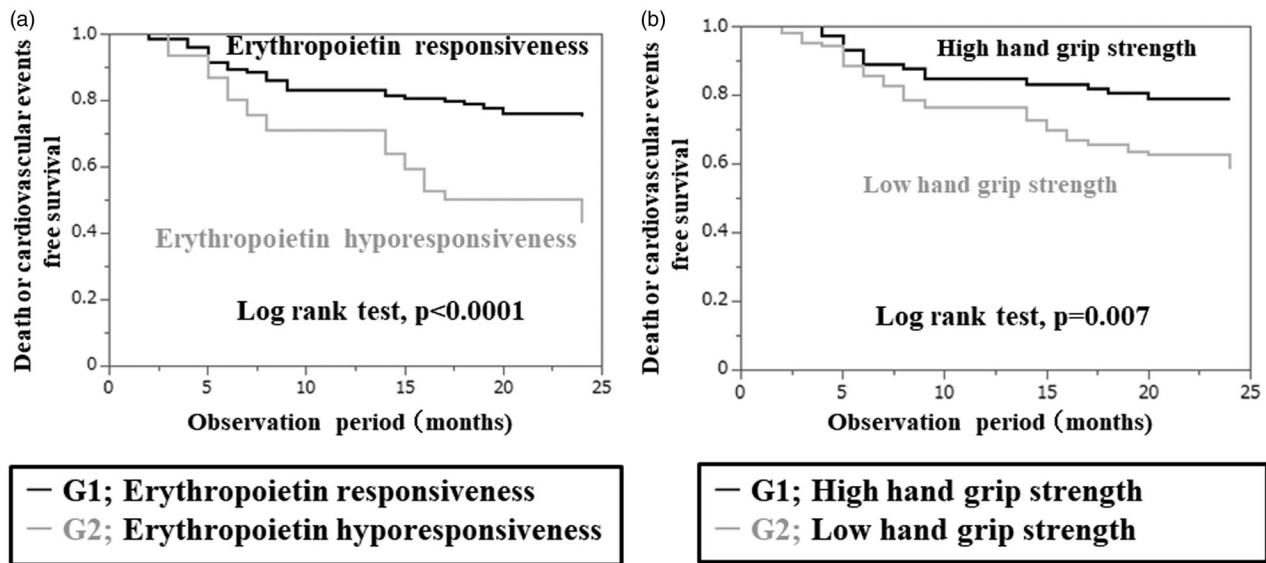 (a)
Death or cardiovascular events
free survival
1.0
0.8
0.6
0.4
0.2
0
Erythropoietin responsiveness
Erythropoietin hyporesponsiveness
Log rank test, p<0.0001
0 5 10 15 20 25
Observation period (months)
G1; Erythropoietin responsiveness
G2; Erythropoietin hyporesponsiveness
(b)
Death or cardiovascular events
free survival
1.0
0.8
0.6
0.4
0.2
0
High hand grip strength
Low hand grip strength
Log rank test, p=0.007
0 5 10 15 20 25
Observation period (months)
G1; High hand grip strength
G2; Low hand grip strength